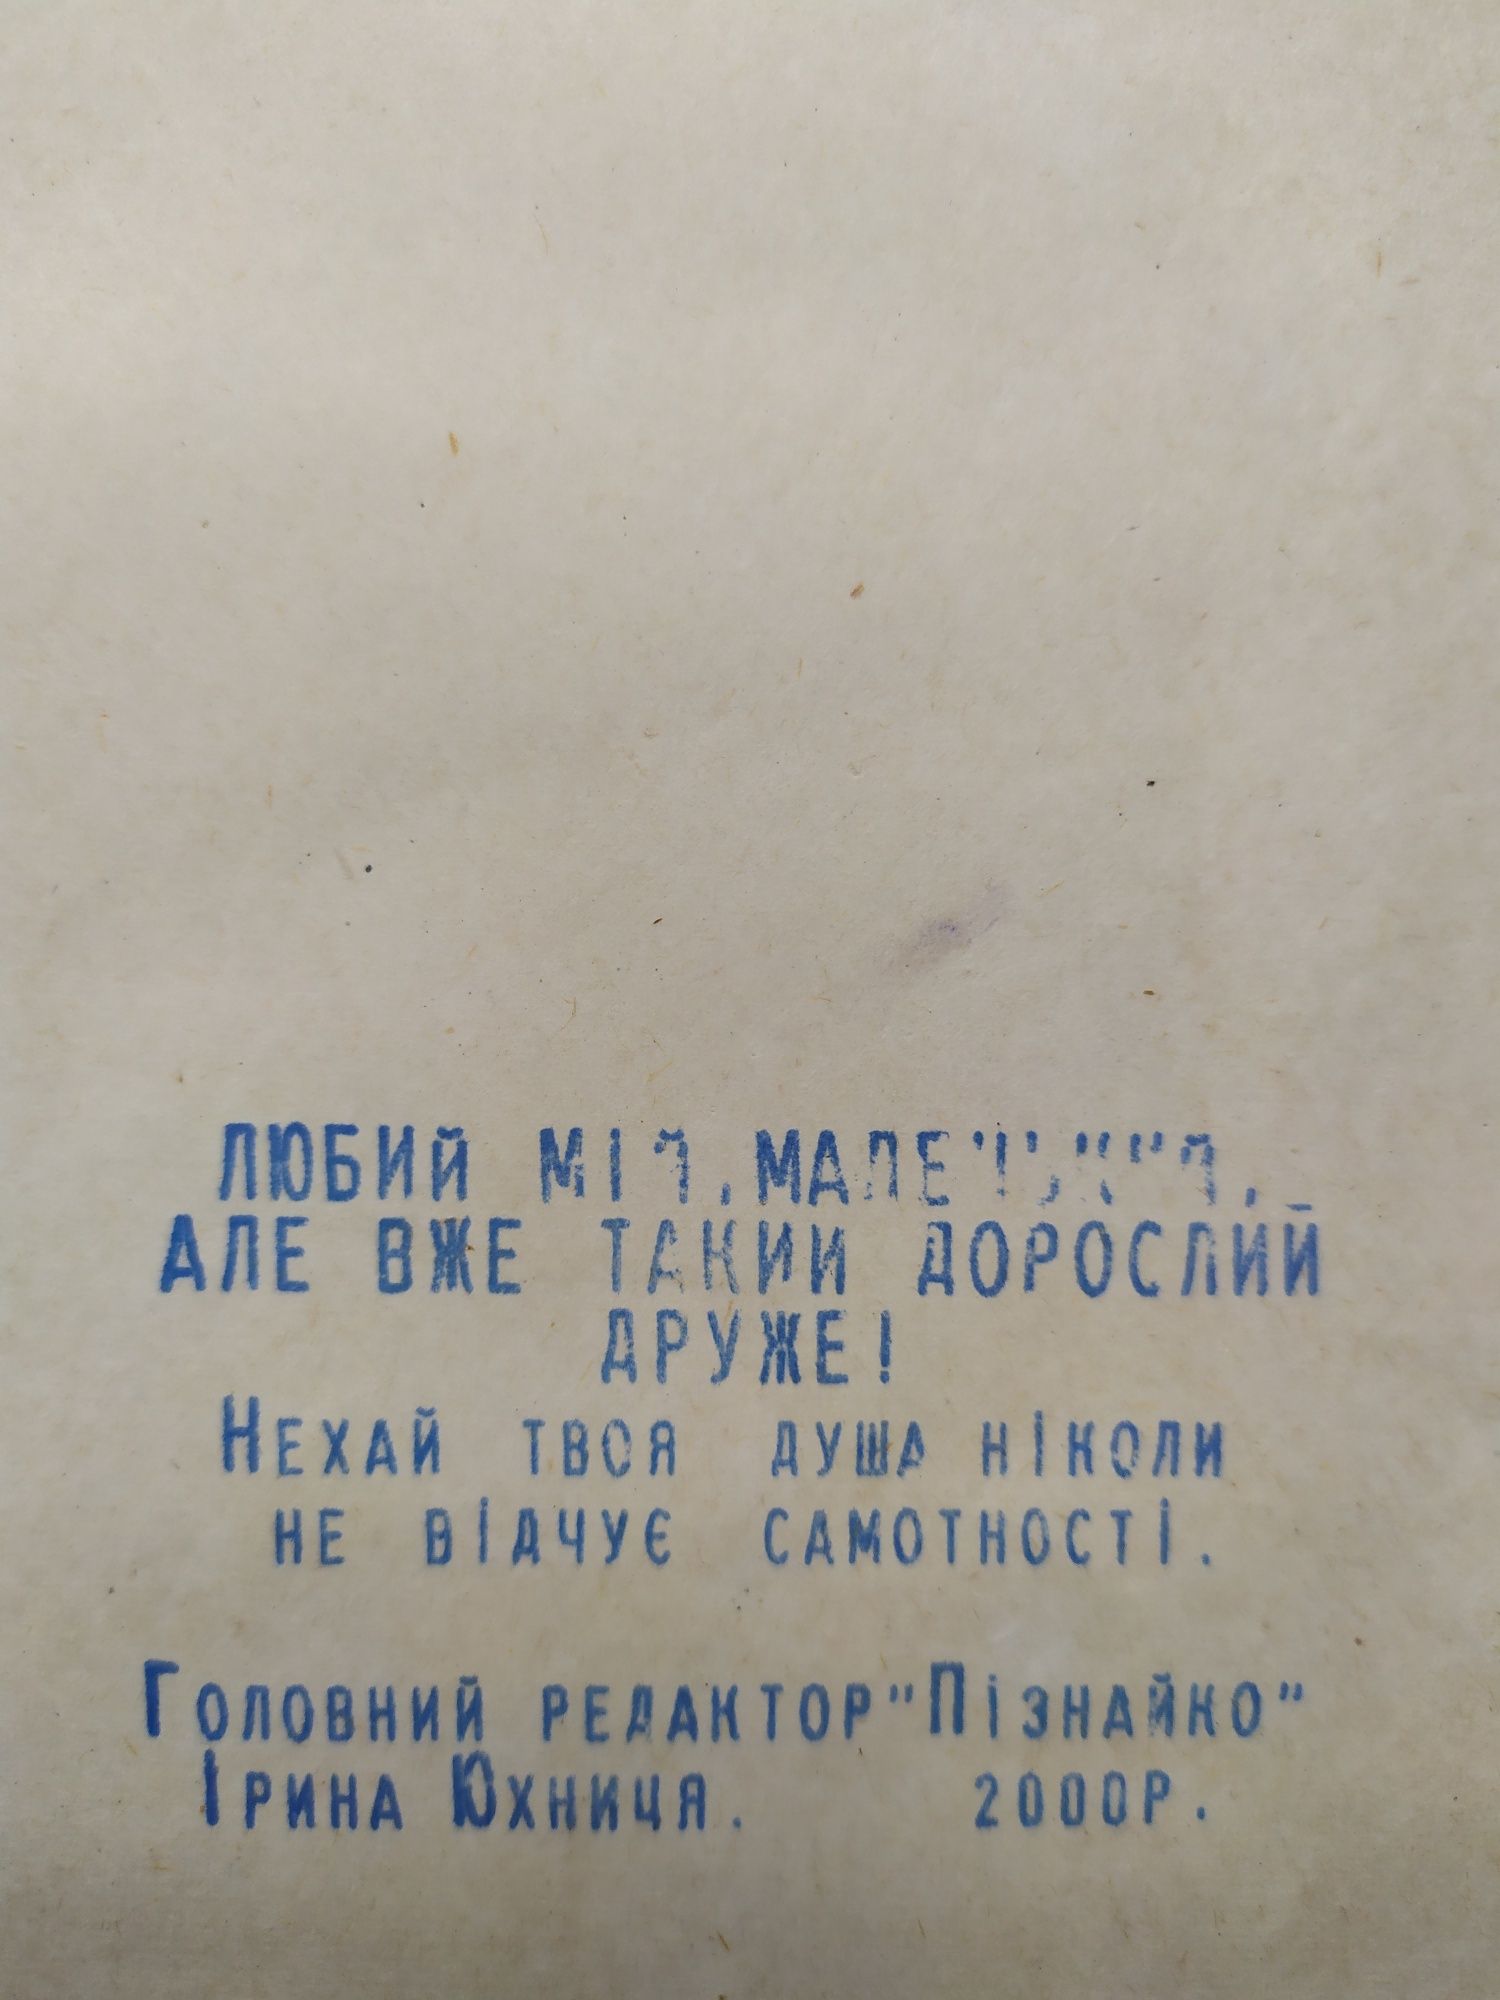 ЛЮБИЙ МІЙ, МАЛЕНЬКИЙ,
АЛЕ ВЖЕ ТАКИЙ ДОРОСЛИЙ
ДРУЖЕ!
НЕХАЙ ТВОЯ ДУША НІКОЛИ
НЕ ВІДЧУЄ САМОТНОСТІ.
ГОЛОВНИЙ РЕДАКТОР "ПІЗНАЙКО"
ІРИНА ЮХНИЦЯ. 2000Р.